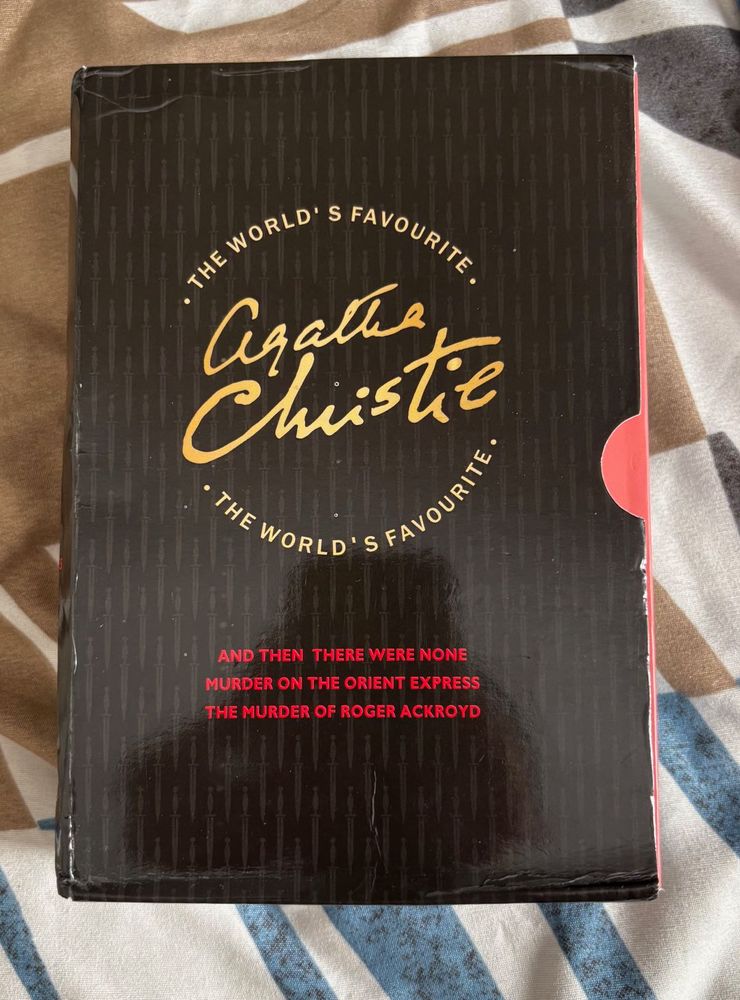 · THE WORLD' S FAVOURITE ·
Agatha
Christie
· THE WORLD' S FAVOURITE ·
AND THEN THERE WERE NONE
MURDER ON THE ORIENT EXPRESS
THE MURDER OF ROGER ACKROYD